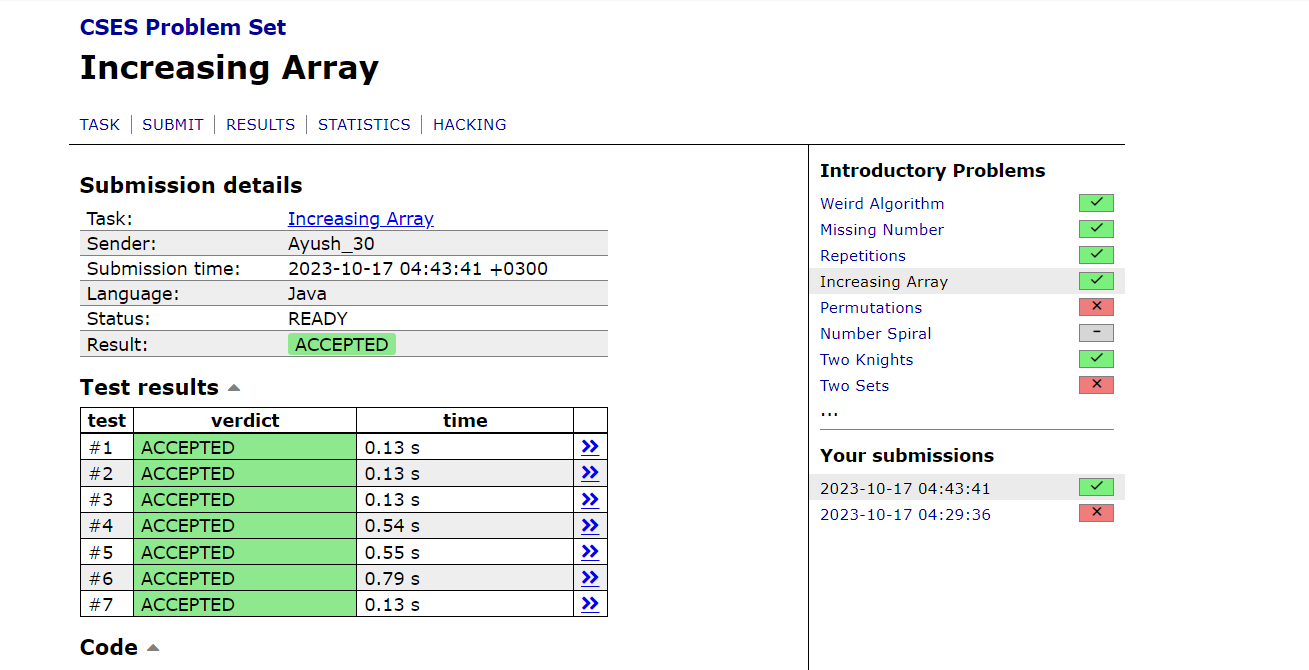 CSES Problem Set
Increasing Array
TASK | SUBMIT | RESULTS | STATISTICS | HACKING
Submission details
Task: Increasing Array
Sender: Ayush_30
Submission time: 2023-10-17 04:43:41 +0300
Language: Java
Status: READY
Result: ACCEPTED
Test results
test verdict time
#1 ACCEPTED 0.13 s »
#2 ACCEPTED 0.13 s »
#3 ACCEPTED 0.13 s »
#4 ACCEPTED 0.54 s »
#5 ACCEPTED 0.55 s »
#6 ACCEPTED 0.79 s »
#7 ACCEPTED 0.13 s »
Code
Introductory Problems
Weird Algorithm ✓
Missing Number ✓
Repetitions ✓
Increasing Array ✓
Permutations ✕
Number Spiral –
Two Knights ✓
Two Sets ✕
...
Your submissions
2023-10-17 04:43:41 ✓
2023-10-17 04:29:36 ✕